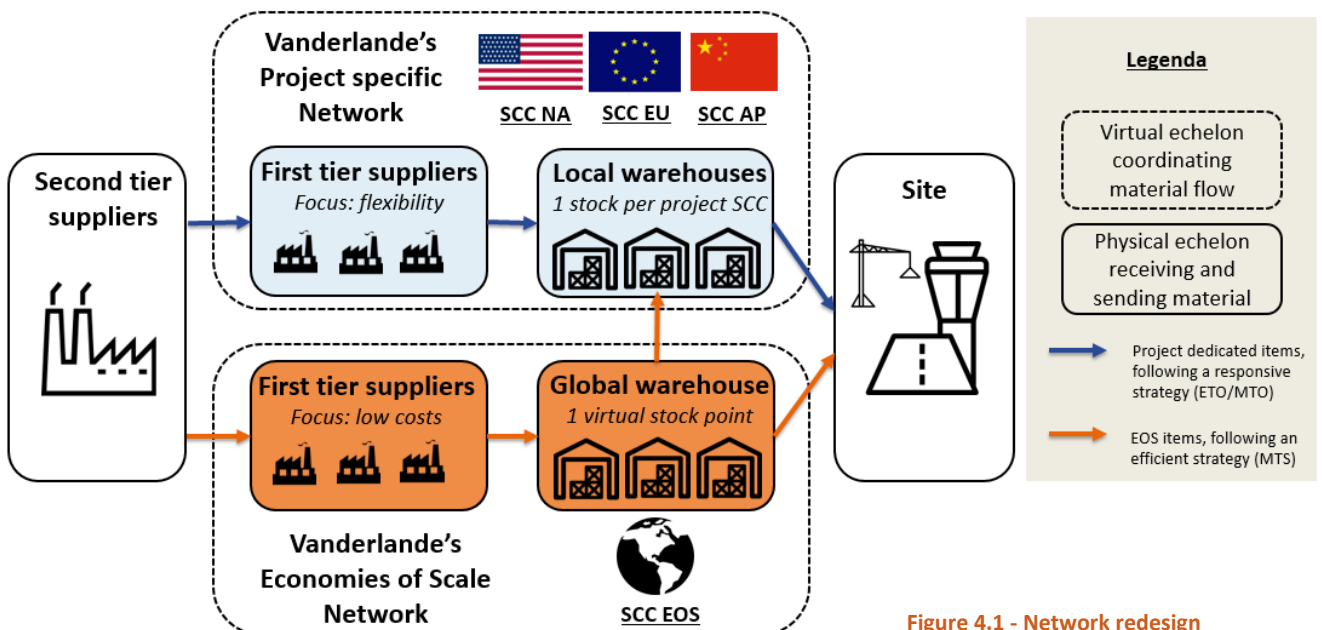 Vanderlande's
Project specific
Network
SCC NA
SCC EU
SCC AP
Second tier
suppliers
First tier suppliers
Focus: flexibility
Local warehouses
1 stock per project SCC
Site
First tier suppliers
Focus: low costs
Global warehouse
1 virtual stock point
Vanderlande's
Economies of Scale
Network
SCC EOS
Legenda
Virtual echelon
coordinating
material flow
Physical echelon
receiving and
sending material
Project dedicated items,
following a responsive
strategy (ETO/MTO)
EOS items, following an
efficient strategy (MTS)
Figure 4.1 - Network redesign